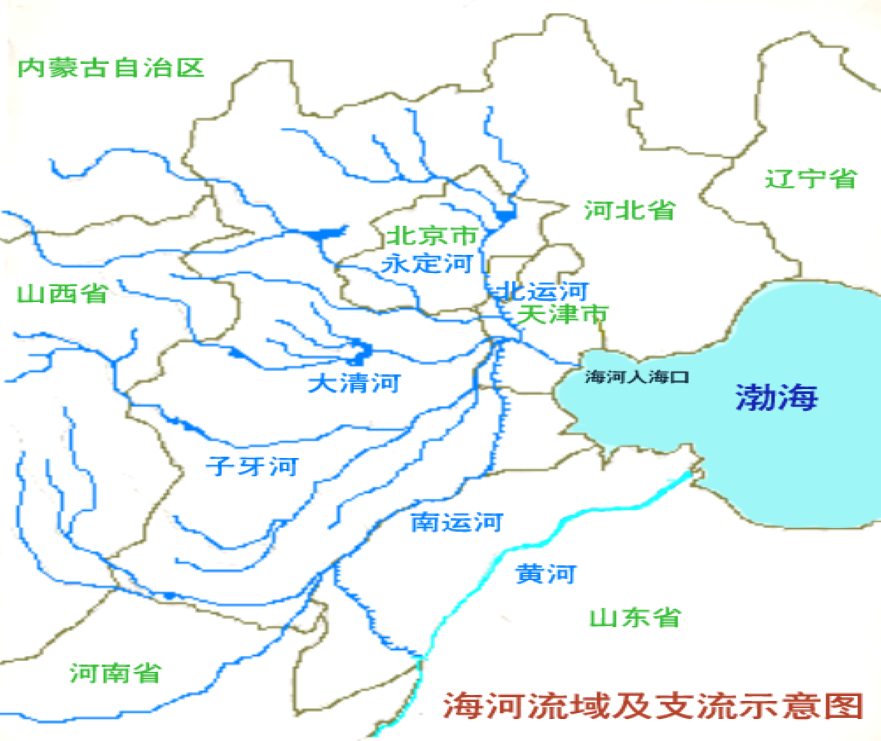 内蒙古自治区
辽宁省
河北省
北京市
永定河
山西省
北运河
天津市
海河入海口
大清河
渤海
子牙河
南运河
黄河
山东省
河南省
海河流域及支流示意图